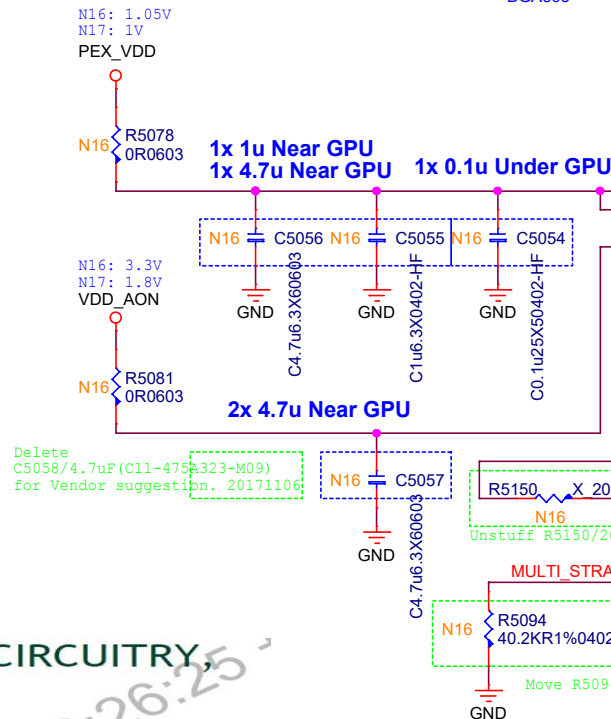 N16: 1.05V
N17: 1V
PEX_VDD
N16
R5078
0R0603
1x 1u Near GPU
1x 4.7u Near GPU
1x 0.1u Under GPU
N16
C5056
C4.7u6.3X60603
GND
N16
C5055
C1u6.3X0402-HF
GND
N16
C5054
C0.1u25X50402-HF
GND
N16: 3.3V
N17: 1.8V
VDD_AON
N16
R5081
0R0603
2x 4.7u Near GPU
Delete
C5058/4.7uF(C11-475A323-M09)
for Vendor suggestion. 20171106
N16
C5057
C4.7u6.3X60603
GND
R5150
X_20
N16
Unstuff R5150/20
MULTI_STRA
N16
R5094
40.2KR1%0402
Move R509
GND
CIRCUITRY,
26:25